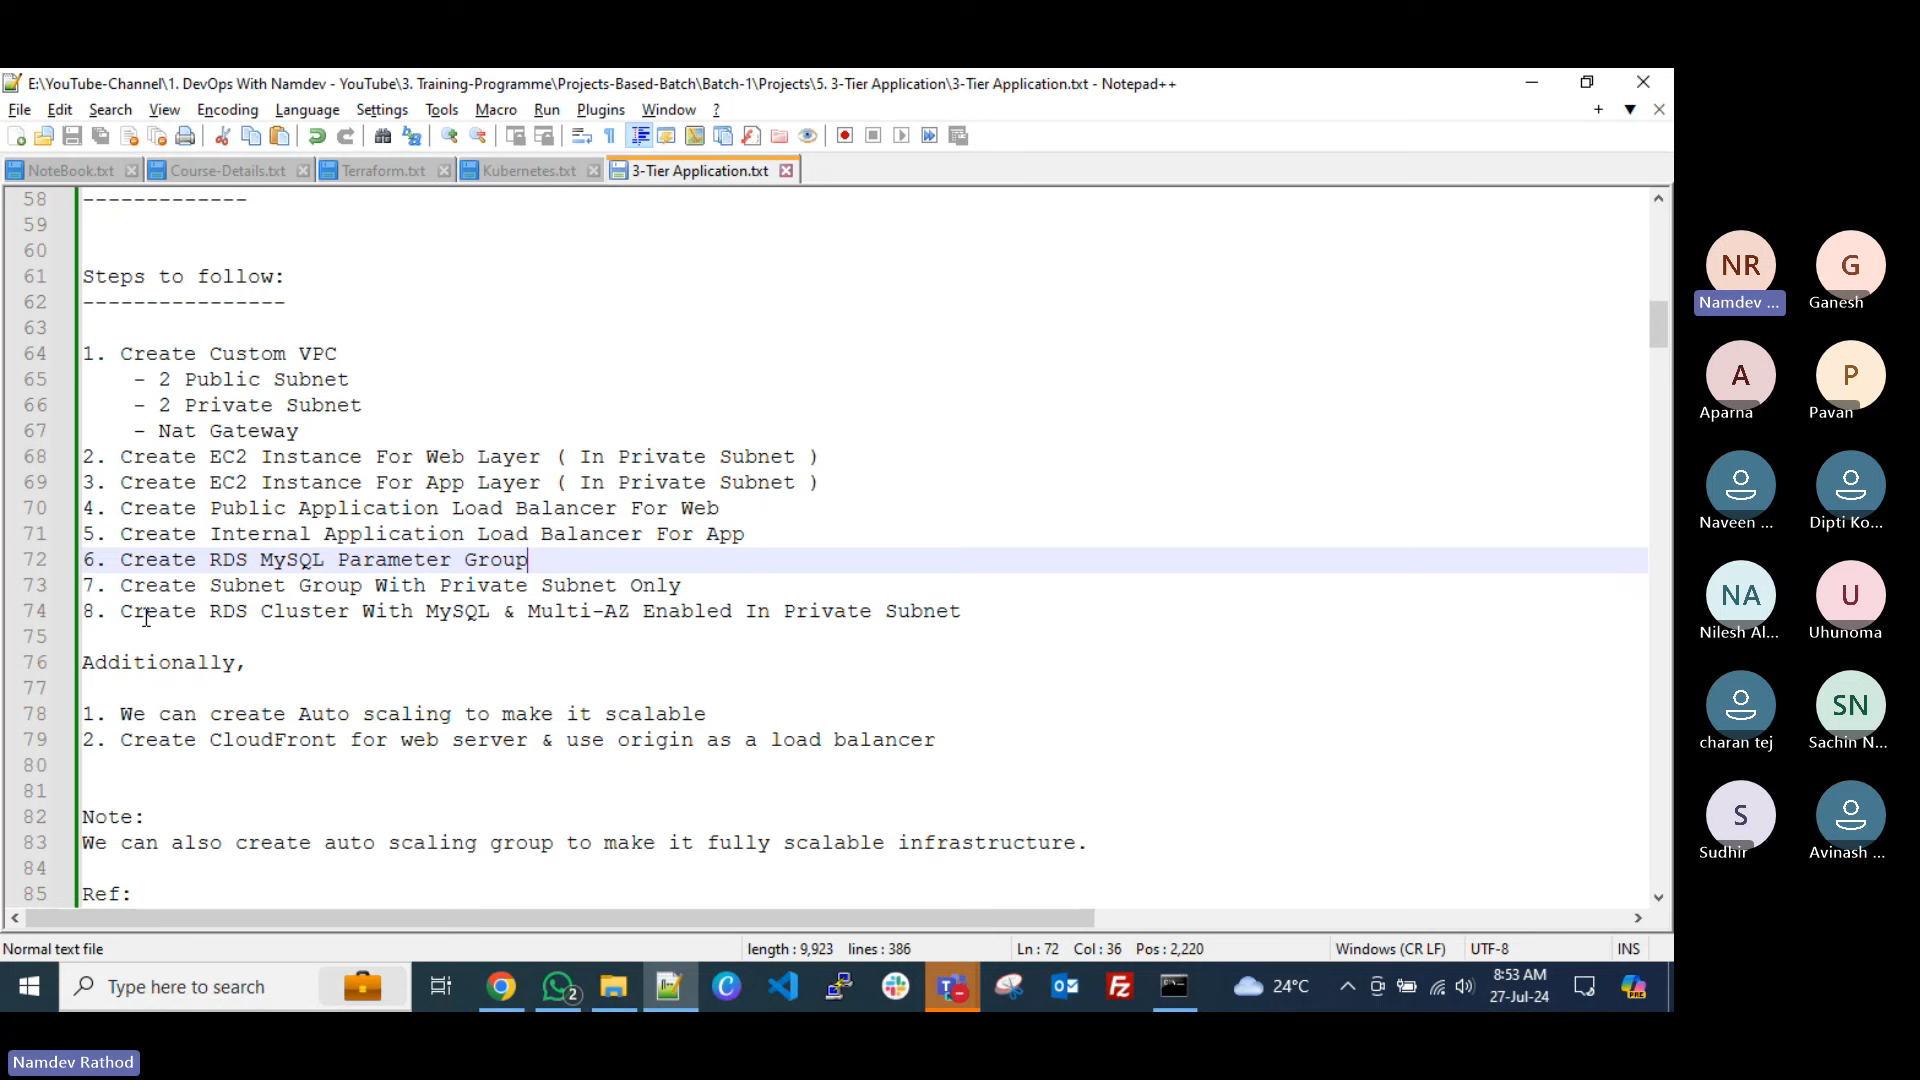 E:\YouTube-Channel\1. DevOps With Namdev - YouTube\3. Training-Programme\Projects-Based-Batch\Batch-1\Projects\5. 3-Tier Application\3-Tier Application.txt - Notepad++
File Edit Search View Encoding Language Settings Tools Macro Run Plugins Window ?
NoteBook.txt Course-Details.txt Terraform.txt Kubernetes.txt 3-Tier Application.txt
58 -------------
59
60
61 Steps to follow:
62 ----------------
63
64 1. Create Custom VPC
65 - 2 Public Subnet
66 - 2 Private Subnet
67 - Nat Gateway
68 2. Create EC2 Instance For Web Layer ( In Private Subnet )
69 3. Create EC2 Instance For App Layer ( In Private Subnet )
70 4. Create Public Application Load Balancer For Web
71 5. Create Internal Application Load Balancer For App
72 6. Create RDS MySQL Parameter Group
73 7. Create Subnet Group With Private Subnet Only
74 8. Create RDS Cluster With MySQL & Multi-AZ Enabled In Private Subnet
75
76 Additionally,
77
78 1. We can create Auto scaling to make it scalable
79 2. Create CloudFront for web server & use origin as a load balancer
80
81
82 Note:
83 We can also create auto scaling group to make it fully scalable infrastructure.
84
85 Ref:
Normal text file length : 9,923 lines : 386 Ln : 72 Col : 36 Pos : 2,220 Windows (CR LF) UTF-8 INS
Type here to search 2 24°C 8:53 AM
27-Jul-24
PRE
NR G
Namdev ... Ganesh
A P
Aparna Pavan
Naveen ... Dipti Ko...
NA U
Nilesh Al... Uhunoma
SN
charan tej Sachin N...
S
Sudhir Avinash ...
Namdev Rathod